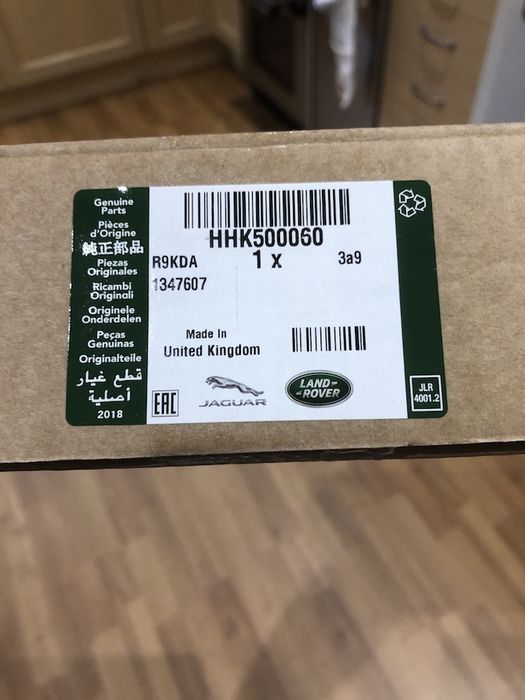 Genuine
Parts
Pièces
d'Origine
純正部品
Piezas
Originales
Ricambi
Originali
Originele
Onderdelen
Peças
Genuínas
Originalteile
قطع غيار
أصلية
2018
HHK500060
R9KDA
1 x
3a9
1347607
Made In
United Kingdom
EAC
JAGUAR
LAND-
-ROVER
JLR
4001.2